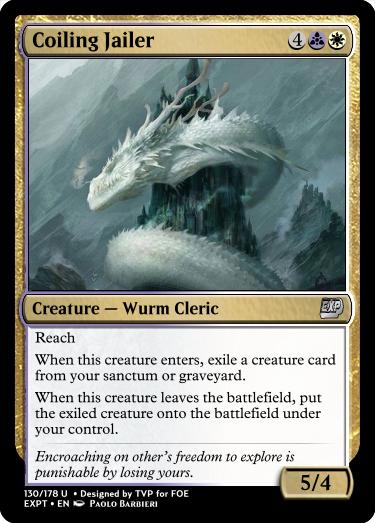 Coiling Jailer 4
Creature — Wurm Cleric EXP
Reach
When this creature enters, exile a creature card
from your sanctum or graveyard.
When this creature leaves the battlefield, put
the exiled creature onto the battlefield under
your control.
Encroaching on other's freedom to explore is
punishable by losing yours.
5/4
130/178 U • Designed by TVP for FOE
EXPT • EN Paolo Barbieri